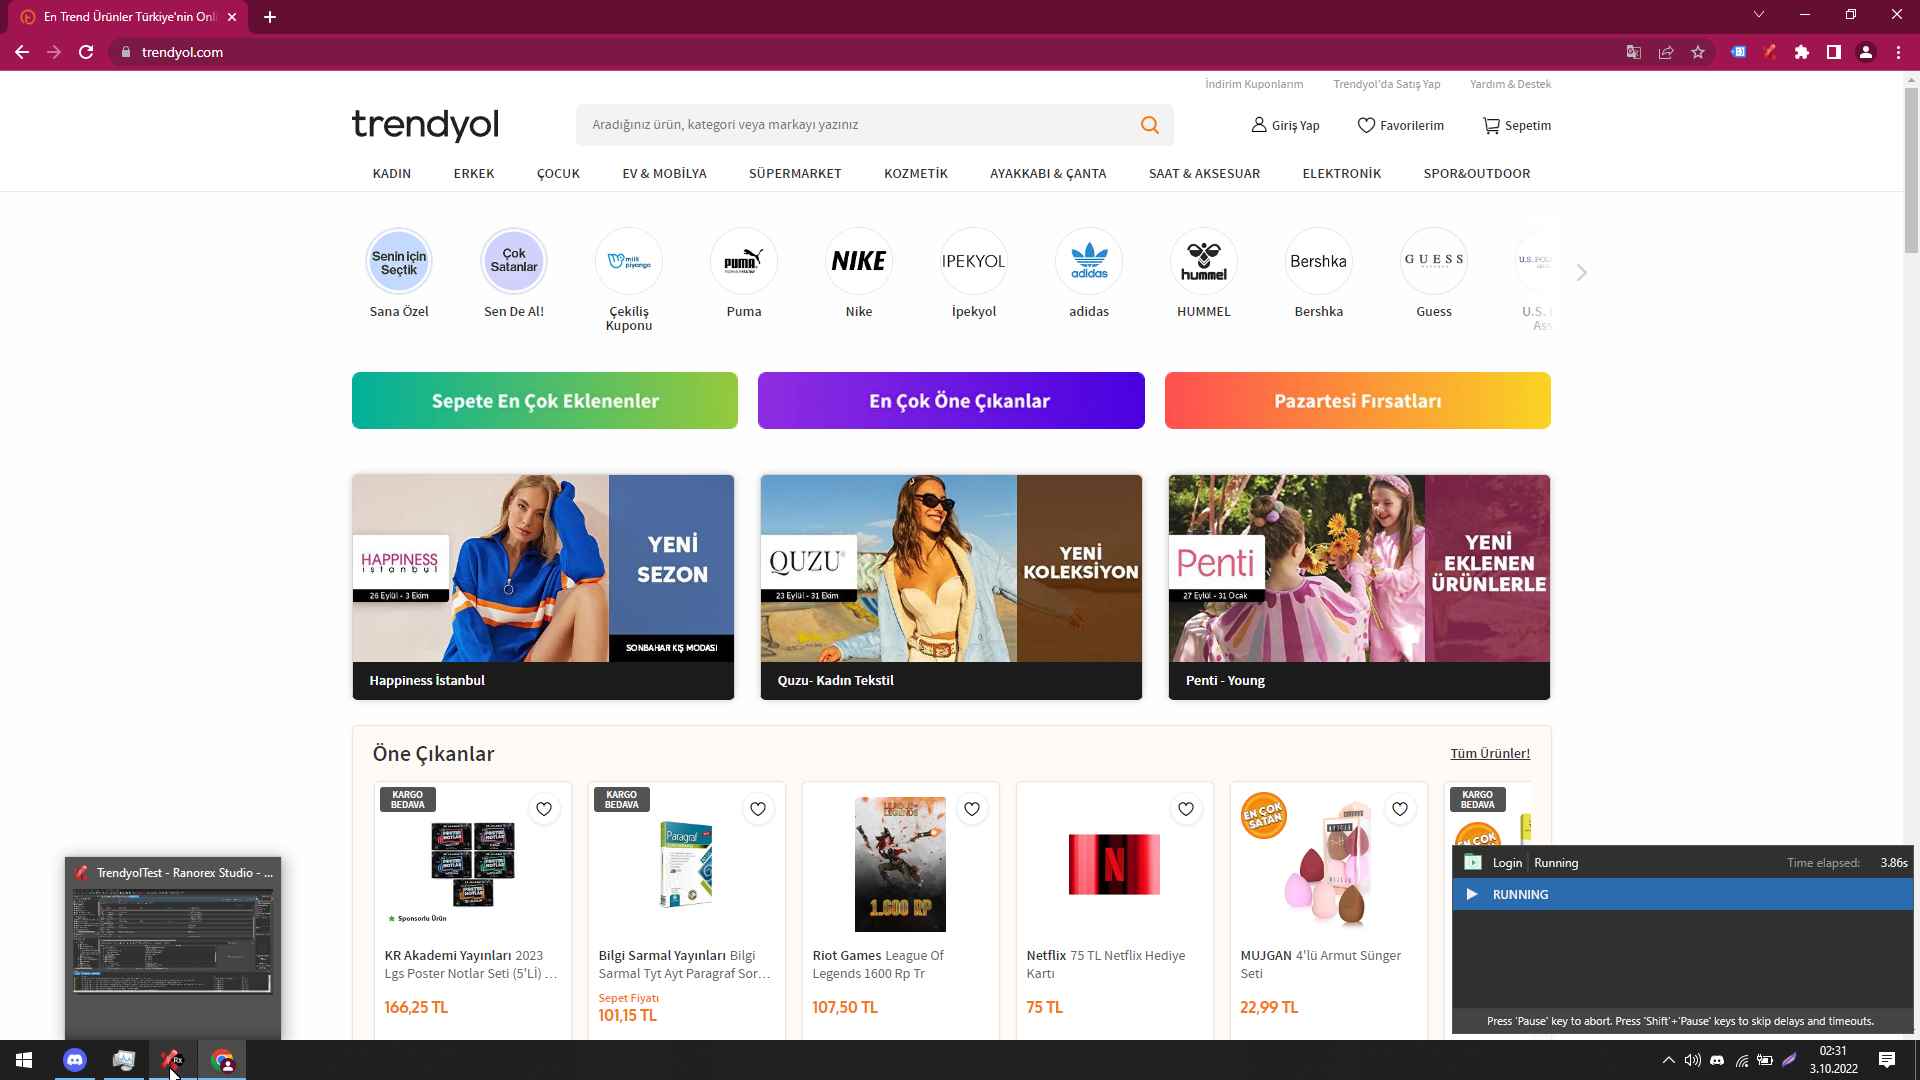 En Trend Ürünler Türkiye'nin Onl
trendyol.com
İndirim Kuponlarım
Trendyol'da Satış Yap
Yardım & Destek
trendyol
Aradığınız ürün, kategori veya markayı yazınız
Giriş Yap
Favorilerim
Sepetim
KADIN
ERKEK
ÇOCUK
EV & MOBİLYA
SÜPERMARKET
KOZMETİK
AYAKKABI & ÇANTA
SAAT & AKSESUAR
ELEKTRONİK
SPOR&OUTDOOR
Senin için
Seçtik
Çok
Satanlar
milli
piyango
PUMA
NIKE
IPEKYOL
adidas
hummel
Bershka
GUESS
Sana Özel
Sen De Al!
Çekiliş
Kuponu
Puma
Nike
İpekyol
adidas
HUMMEL
Bershka
Guess
U.S.
Ass
Sepete En Çok Eklenenler
En Çok Öne Çıkanlar
Pazartesi Fırsatları
HAPPINESS
istanbul
26 Eylül - 3 Ekim
YENİ
SEZON
SONBAHAR KIŞ MODASI
Happiness İstanbul
QUZU
23 Eylül - 31 Ekim
YENİ
KOLEKSİYON
Quzu- Kadın Tekstil
Penti
27 Eylül - 31 Ocak
YENİ
EKLENEN
ÜRÜNLERLE
Penti - Young
Öne Çıkanlar
Tüm Ürünler!
KARGO
BEDAVA
Sponsorlu Ürün
KR Akademi Yayınları 2023
Lgs Poster Notlar Seti (5'Lİ) ...
166,25 TL
KARGO
BEDAVA
Paragraf
Bilgi Sarmal Yayınları Bilgi
Sarmal Tyt Ayt Paragraf Sor...
Sepet Fiyatı
101,15 TL
LEAGUE OF
LEGENDS
1.600 RP
Riot Games League Of
Legends 1600 Rp Tr
107,50 TL
N
Netflix 75 TL Netflix Hediye
Kartı
75 TL
EN ÇOK
SATAN
MUJGAN 4'lü Armut Sünger
Seti
22,99 TL
KARGO
BEDAVA
EN ÇOK
Login
Running
Time elapsed:
3.86s
RUNNING
Press 'Pause' key to abort. Press 'Shift'+'Pause' keys to skip delays and timeouts.
TrendyolTest - Ranorex Studio - ...
Rx
02:31
3.10.2022